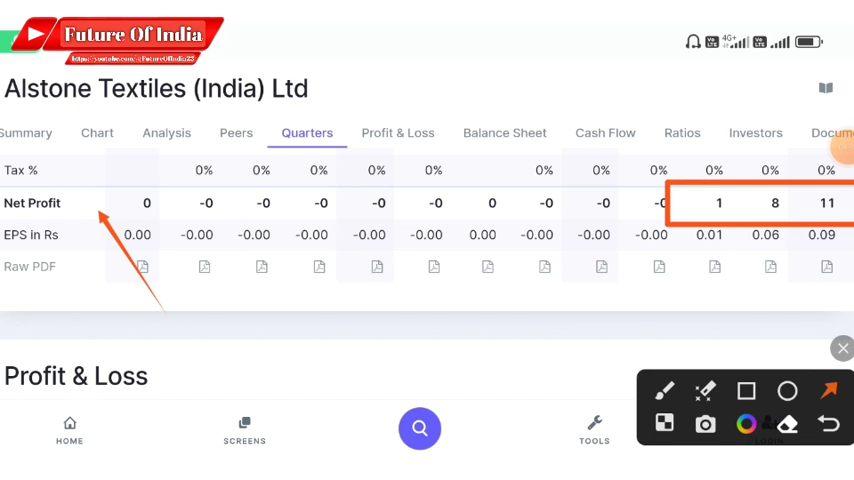 Future Of India
Alstone Textiles (India) Ltd
Summary Chart Analysis Peers Quarters Profit & Loss Balance Sheet Cash Flow Ratios Investors Docum
Tax % 0% 0% 0% 0% 0% 0% 0% 0% 0% 0% 0%
Net Profit 0 -0 -0 -0 -0 -0 0 -0 -0 -0 1 8 11
EPS in Rs 0.00 -0.00 -0.00 -0.00 -0.00 -0.00 0.00 -0.00 -0.00 -0.00 0.01 0.06 0.09
Raw PDF
Profit & Loss
HOME SCREENS TOOLS LOGIN